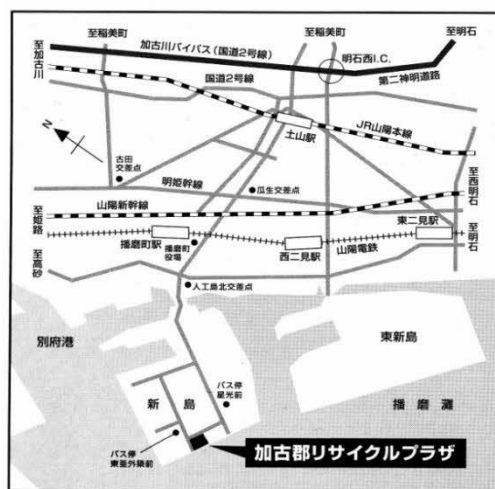 至稲美町
至稲美町
至明石
加古川バイパス(国道2号線)
明石西I.C.
至加古川
国道2号線
第二神明道路
N
土山駅
JR山陽本線
古田
交差点
明姫幹線
瓜生交差点
至西明石
山陽新幹線
至姫路
東二見駅
播磨町駅
播磨町
役場
西二見駅
山陽電鉄
至明石
至高砂
人工島北交差点
別府港
東新島
バス停
星光前
新島
播磨灘
バス停
東亜外業前
加古郡リサイクルプラザ